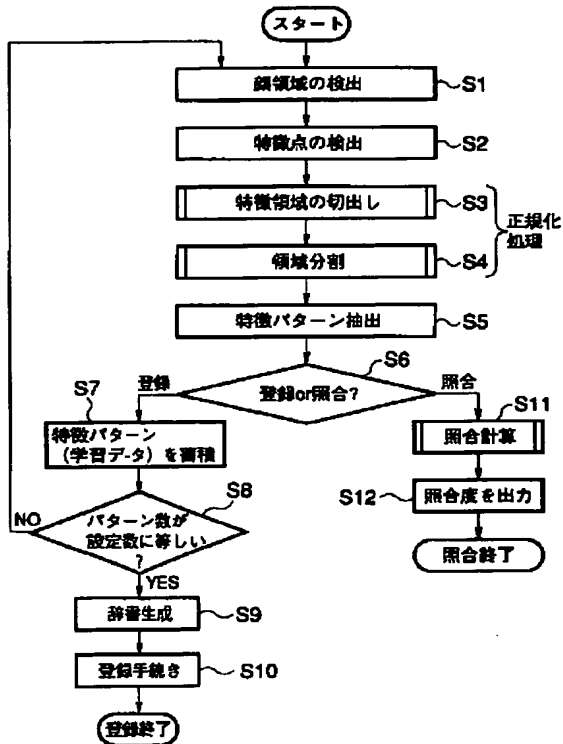 スタート
顔領域の検出
S1
特徴点の検出
S2
特徴領域の切出し
S3
領域分割
S4
正規化
処理
特徴パターン抽出
S5
登録or照合?
S6
登録
照合
S7
特徴パターン
(学習データ)を蓄積
S8
パターン数が
設定数に等しい
?
NO
YES
辞書生成
S9
登録手続き
S10
登録終了
S11
照合計算
S12
照合度を出力
照合終了